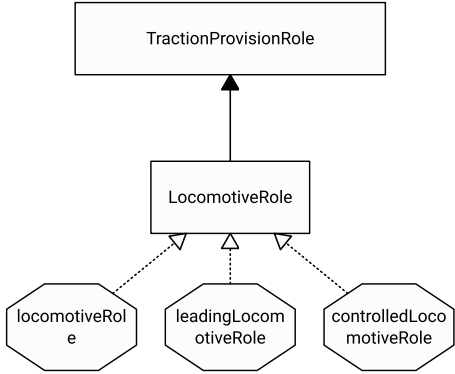 TractionProvisionRole
LocomotiveRole
locomotiveRol
e
leadingLocom
otiveRole
controlledLoco
motiveRole